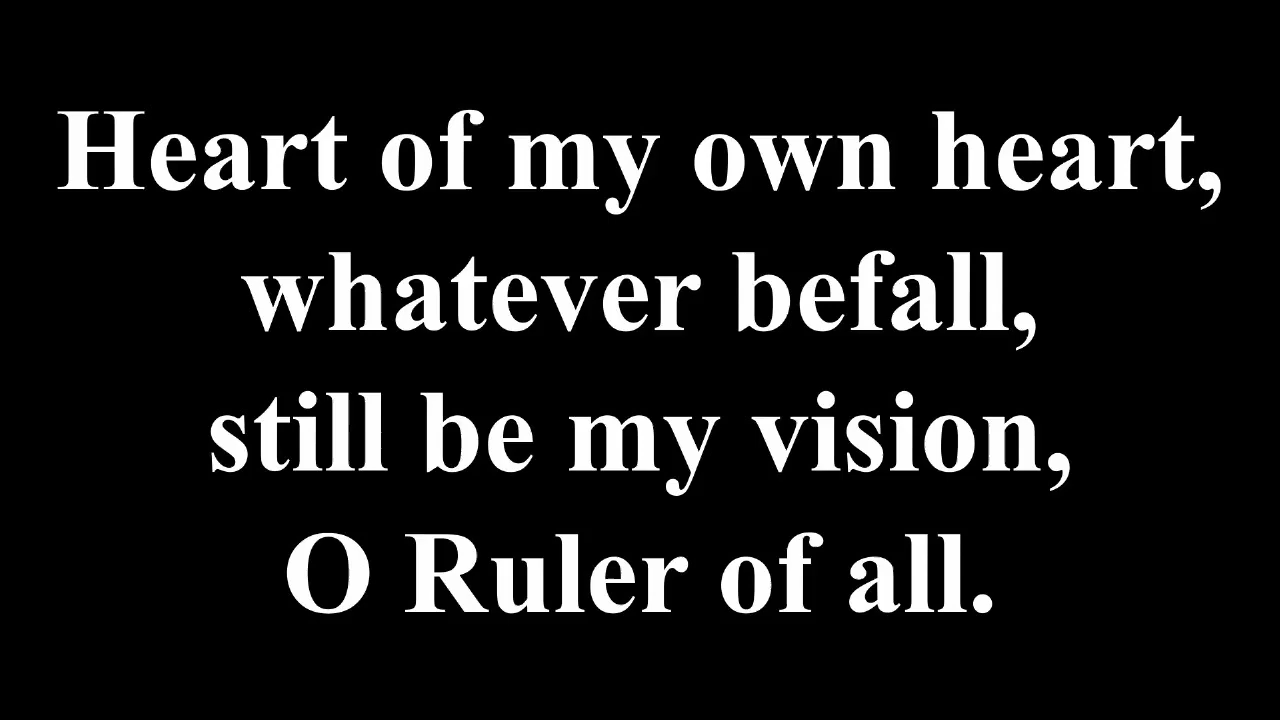 Heart of my own heart,
whatever befall,
still be my vision,
O Ruler of all.